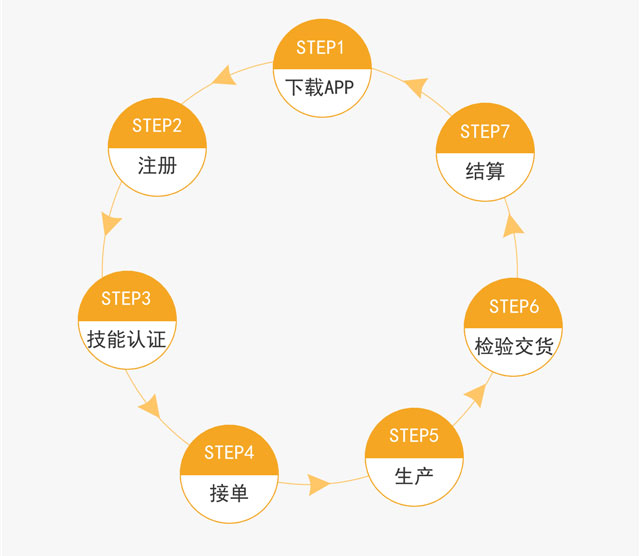 STEP1
下载APP
STEP2
注册
STEP3
技能认证
STEP4
接单
STEP5
生产
STEP6
检验交货
STEP7
结算